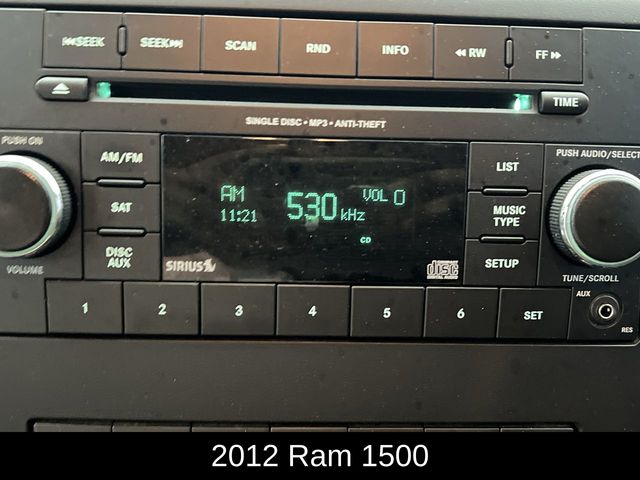 ⏮SEEK SEEK⏭ SCAN RND INFO ◀◀ RW FF ▶▶
TIME
SINGLE DISC • MP3 • ANTI-THEFT
PUSH ON
AM/FM
LIST
PUSH AUDIO/SELECT
AM 530 kHz VOL 0
11:21
SAT
MUSIC
TYPE
CD
DISC
AUX
SETUP
SIRIUS
COMPACT
disc
VOLUME
TUNE/SCROLL
1 2 3 4 5 6 SET
AUX
RES
2012 Ram 1500